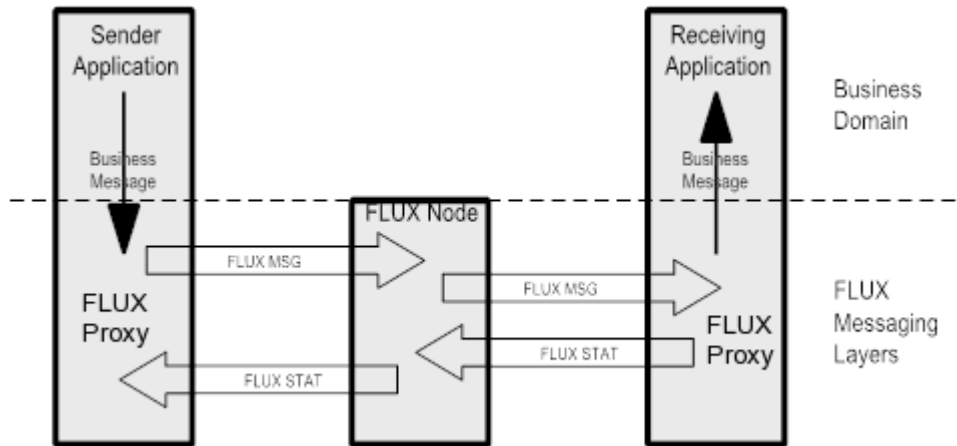 Sender
Application
Receiving
Application
Business
Domain
Business
Message
Business
Message
FLUX Node
FLUX MSG
FLUX MSG
FLUX
Proxy
FLUX
Proxy
FLUX
Messaging
Layers
FLUX STAT
FLUX STAT